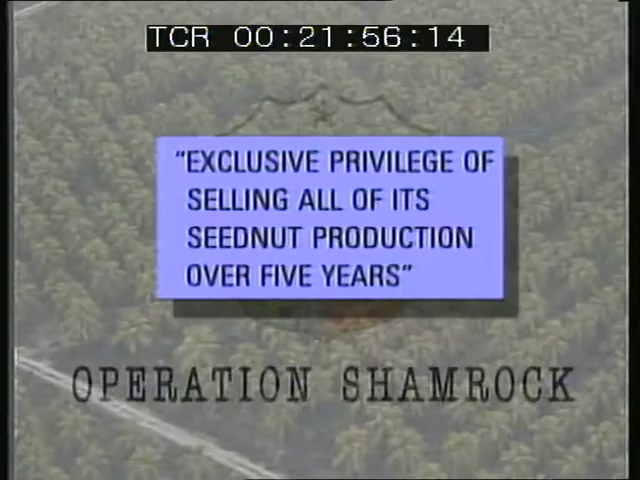 TCR 00:21:56:14
"EXCLUSIVE PRIVILEGE OF
SELLING ALL OF ITS
SEEDNUT PRODUCTION
OVER FIVE YEARS"
OPERATION SHAMROCK